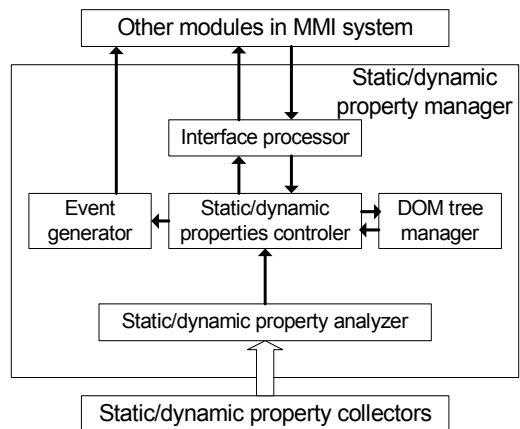 Other modules in MMI system
Static/dynamic
property manager
Interface processor
Event
generator
Static/dynamic
properties controler
DOM tree
manager
Static/dynamic property analyzer
Static/dynamic property collectors